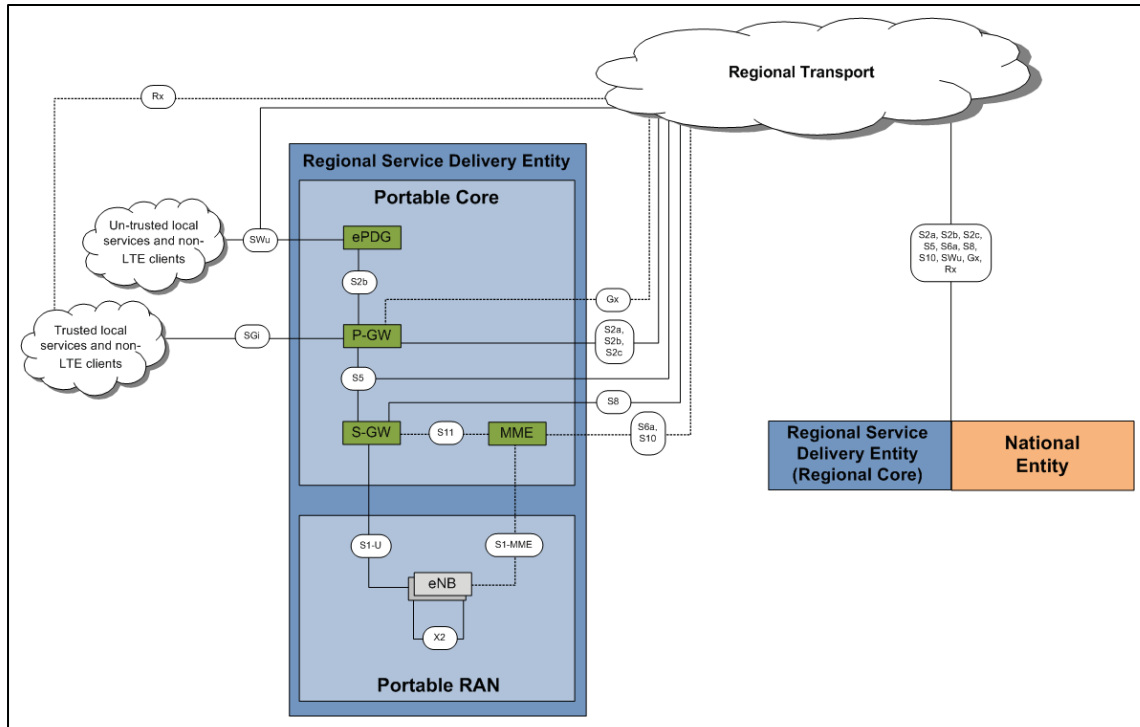 Regional Transport
Rx
Regional Service Delivery Entity
Portable Core
Un-trusted local
services and non-
LTE clients
SWu
ePDG
S2b
S2a, S2b, S2c,
S5, S6a, S8,
S10, SWu, Gx,
Rx
Gx
Trusted local
services and non-
LTE clients
SGi
P-GW
S2a,
S2b,
S2c
S5
S8
S-GW
S11
MME
S6a,
S10
Regional Service
Delivery Entity
(Regional Core)
National
Entity
S1-U
S1-MME
eNB
X2
Portable RAN